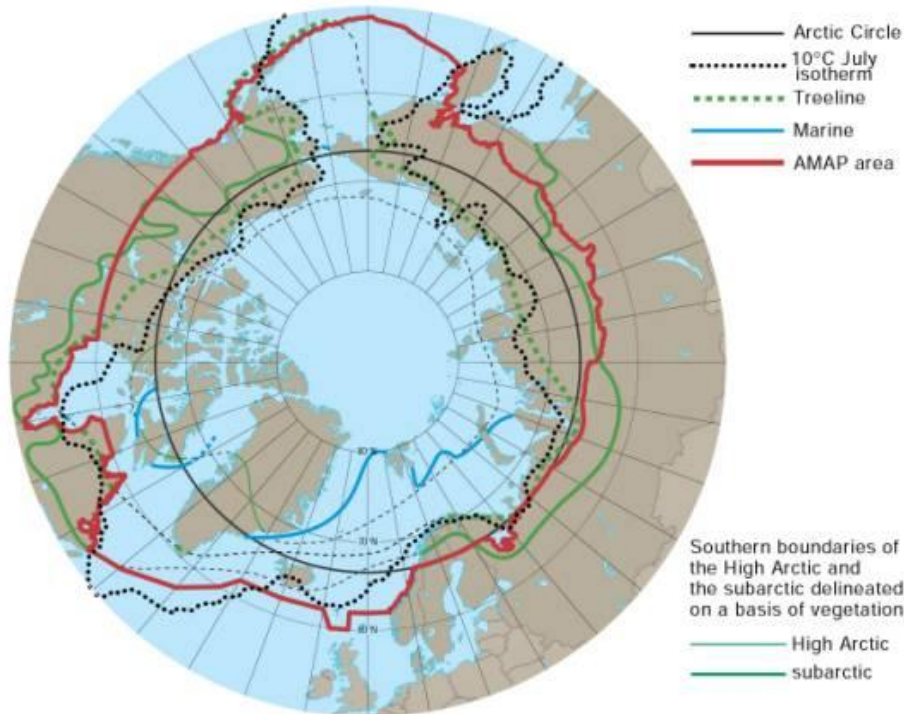 Arctic Circle
10°C July
isotherm
Treeline
Marine
AMAP area
80 N
70 N
60 N
Southern boundaries of
the High Arctic and
the subarctic delineated
on a basis of vegetation
High Arctic
subarctic